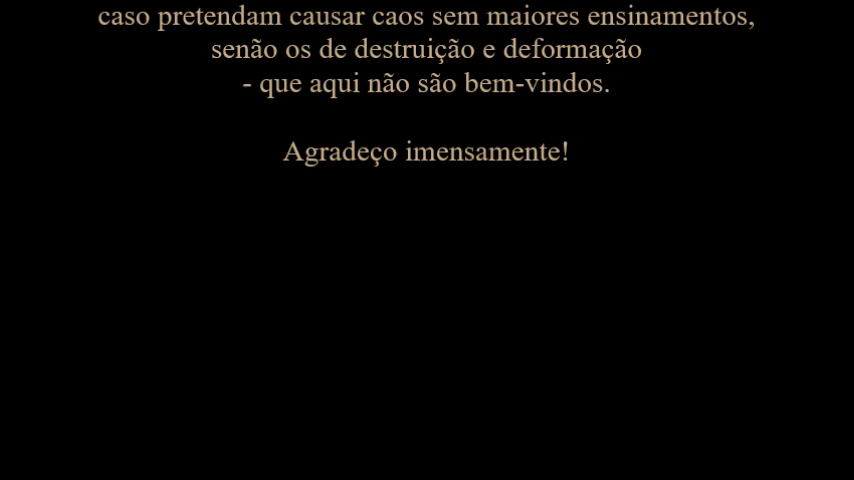 caso pretendam causar caos sem maiores ensinamentos,
senão os de destruição e deformação
- que aqui não são bem-vindos.
Agradeço imensamente!